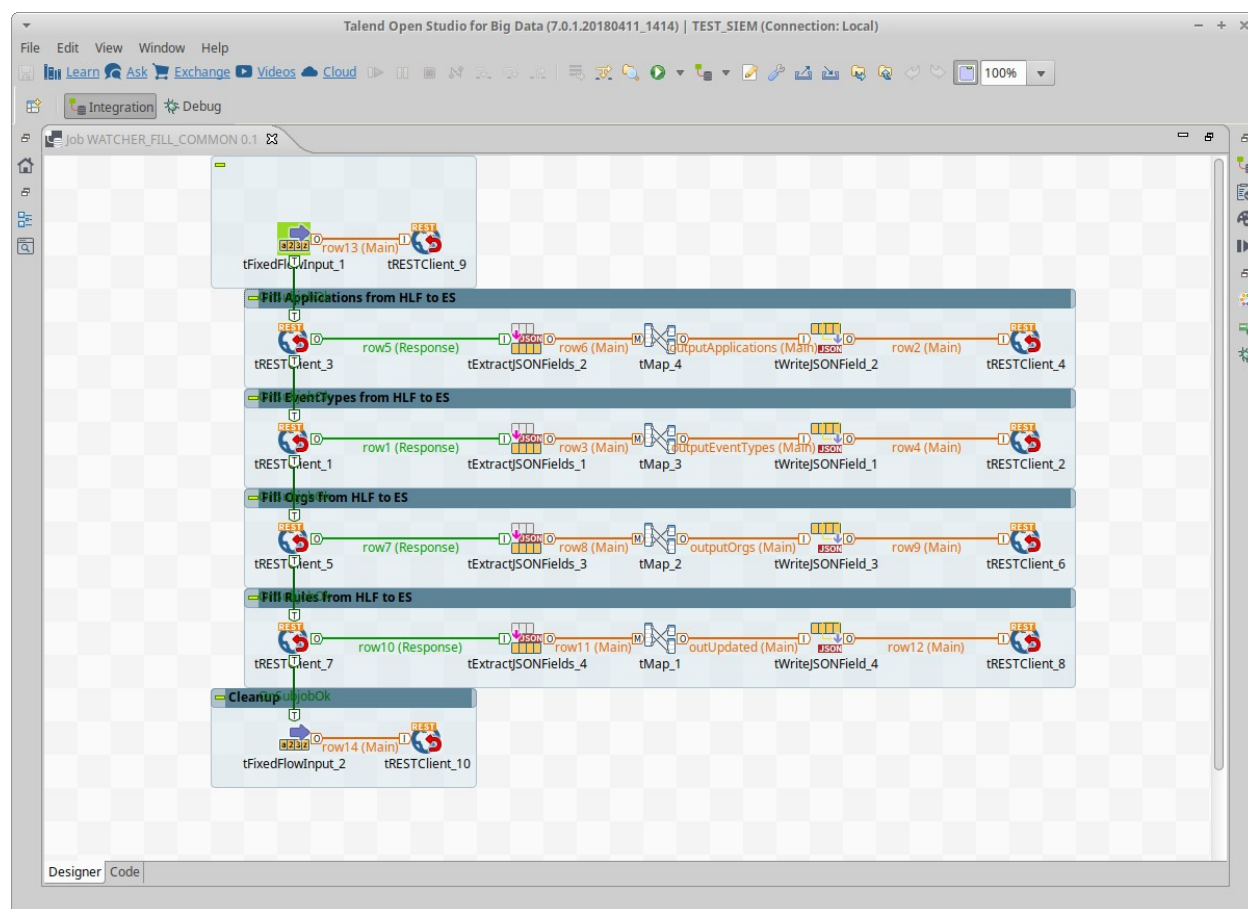 Talend Open Studio for Big Data (7.0.1.20180411_1414) | TEST_SIEM (Connection: Local)
File Edit View Window Help
Learn Ask Exchange Videos Cloud 100%
Integration Debug
Job WATCHER_FILL_COMMON 0.1
row13 (Main)
tFixedFlowInput_1 tRESTClient_9
Fill Applications from HLF to ES
row5 (Response) row6 (Main) outputApplications (Main) row2 (Main)
tRESTClient_3 tExtractJSONFields_2 tMap_4 tWriteJSONField_2 tRESTClient_4
Fill EventTypes from HLF to ES
row1 (Response) row3 (Main) outputEventTypes (Main) row4 (Main)
tRESTClient_1 tExtractJSONFields_1 tMap_3 tWriteJSONField_1 tRESTClient_2
Fill Orgs from HLF to ES
row7 (Response) row8 (Main) outputOrgs (Main) row9 (Main)
tRESTClient_5 tExtractJSONFields_3 tMap_2 tWriteJSONField_3 tRESTClient_6
Fill Rules from HLF to ES
row10 (Response) row11 (Main) outUpdated (Main) row12 (Main)
tRESTClient_7 tExtractJSONFields_4 tMap_1 tWriteJSONField_4 tRESTClient_8
Cleanup OnSubjobOk
row14 (Main)
tFixedFlowInput_2 tRESTClient_10
Designer Code